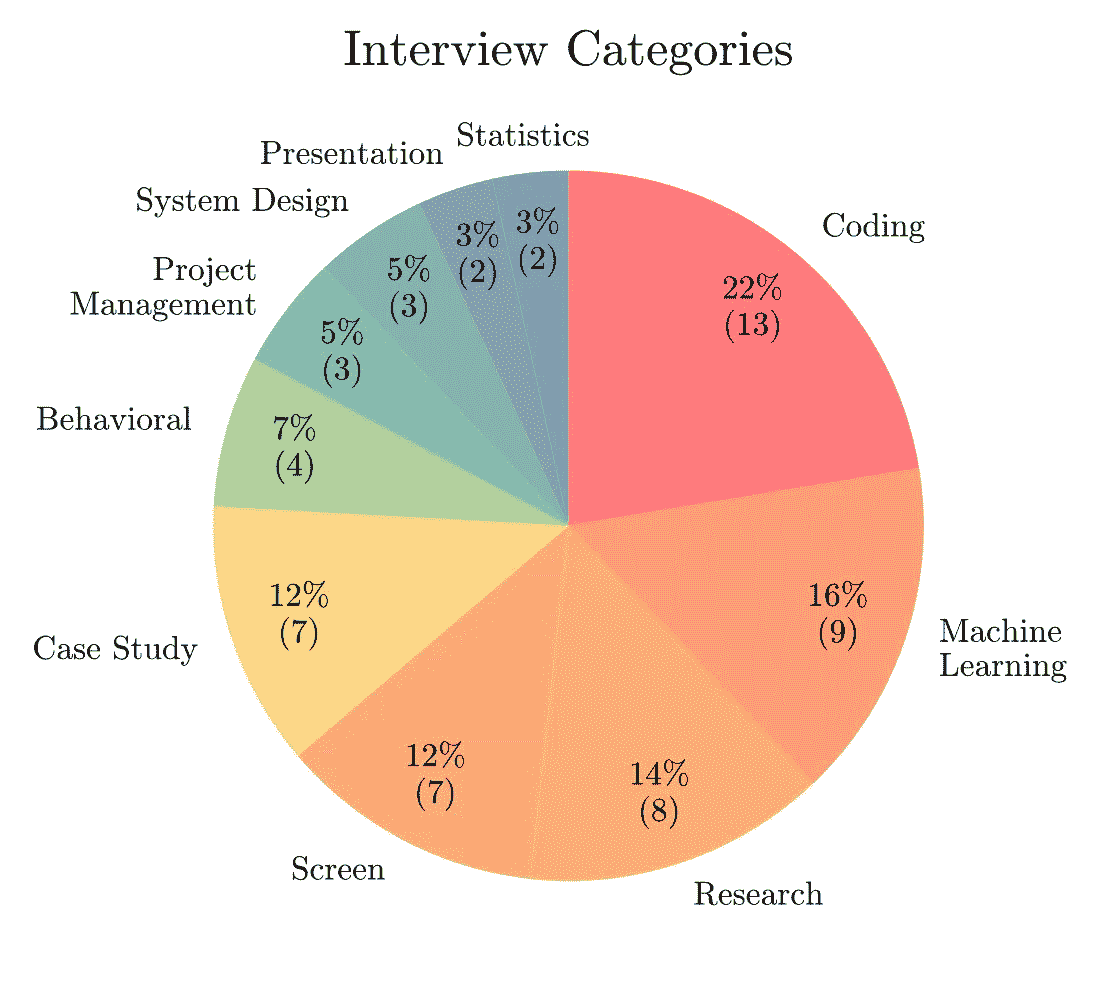 Interview Categories
Statistics
Presentation
System Design
Project
Management
Behavioral
Case Study
Screen
Research
Machine
Learning
Coding
3%
(2)
3%
(2)
5%
(3)
5%
(3)
7%
(4)
12%
(7)
12%
(7)
14%
(8)
16%
(9)
22%
(13)